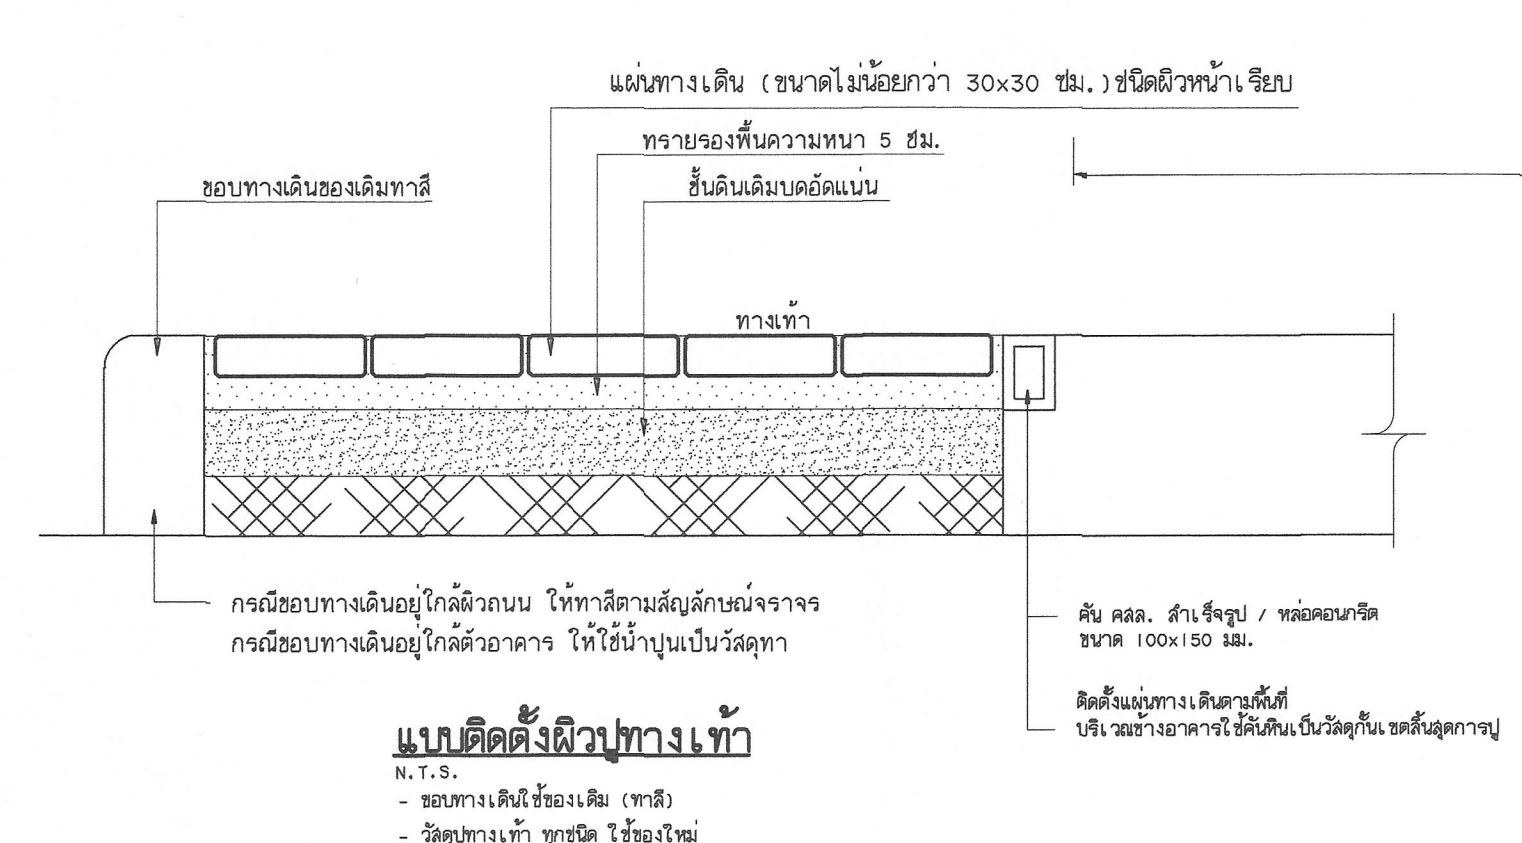 แผ่นทางเดิน (ขนาดไม่น้อยกว่า 30x30 ซม.)ชนิดผิวหน้าเรียบ
ทรายรองพื้นความหนา 5 ซม.
ขอบทางเดินของเดิมทาสี
ชั้นดินเดิมบดอัดแน่น
ทางเท้า
กรณีขอบทางเดินอยู่ใกล้ผิวถนน ให้ทาสีตามสัญลักษณ์จราจร
กรณีขอบทางเดินอยู่ใกล้ตัวอาคาร ให้ใช้น้ำปูนเป็นวัสดุทา
คัน คสล. สำเร็จรูป / หล่อคอนกรีต
ขนาด 100x150 มม.
ติดตั้งแผ่นทางเดินตามพื้นที่
บริเวณข้างอาคารใช้คันหินเป็นวัสดุกั้นเขตสิ้นสุดการปู
แบบติดตั้งผิวปูทางเท้า
N.T.S.
- ขอบทางเดินใช้ของเดิม (ทาสี)
- วัสดุปูทางเท้า ทุกชนิด ใช้ของใหม่